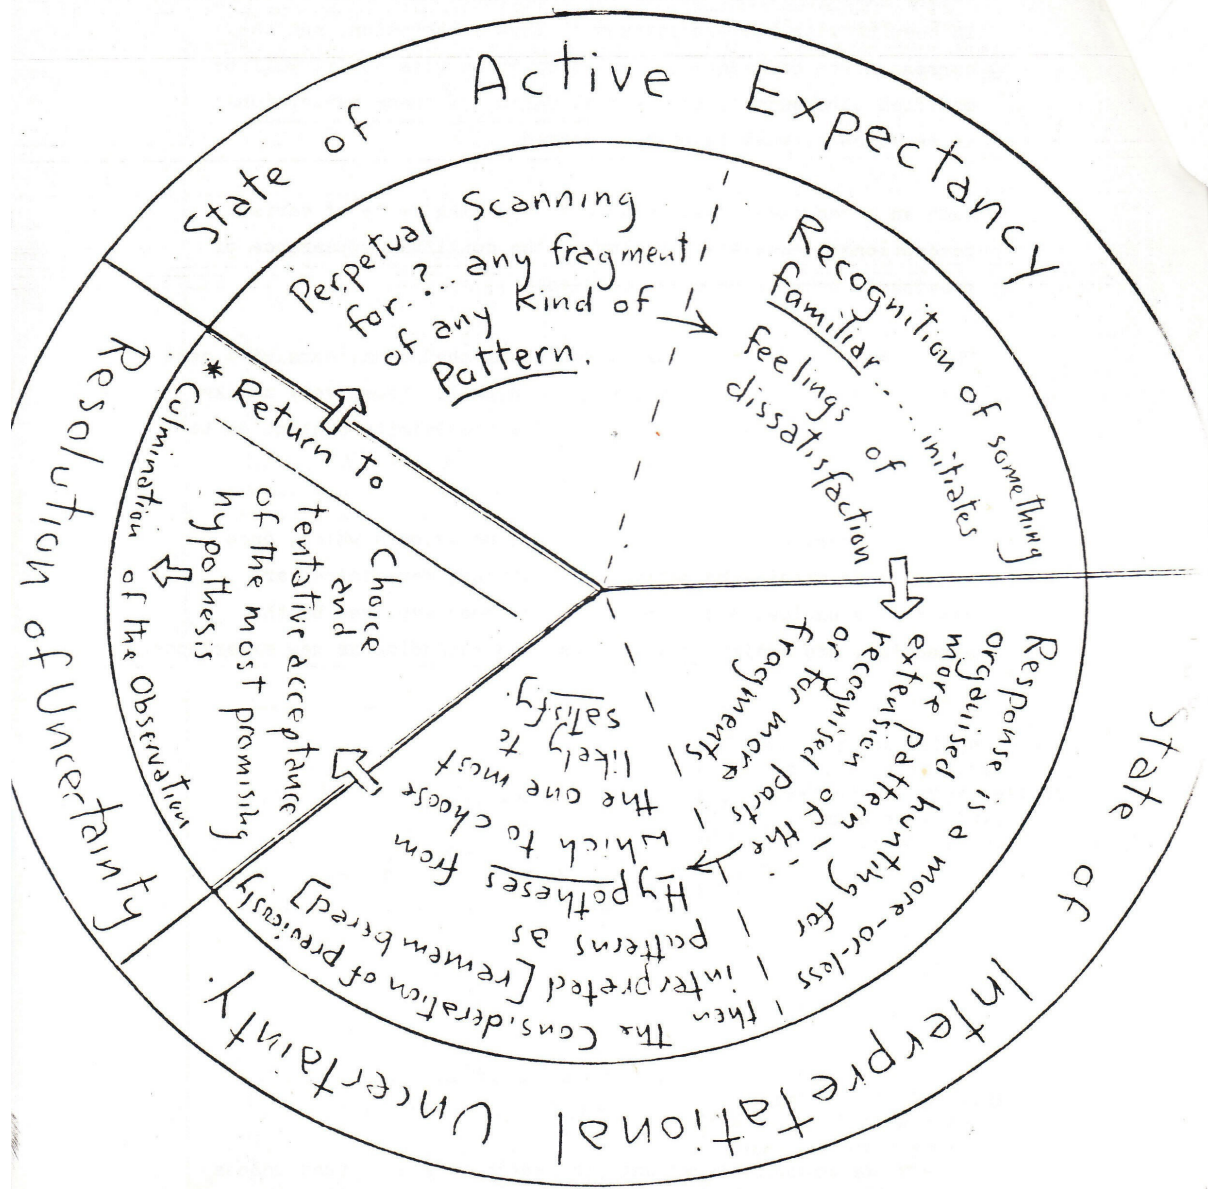 State of Active Expectancy
Perpetual Scanning
for..?... any fragment
of any kind of
Pattern.
Recognition of something
familiar.... initiates
feelings of
dissatisfaction
State of Interpretational Uncertainty.
Response is a more-or-less
organised hunting for
more pattern –
extension of the
recognised parts...
or for more
fragments
then the Consideration of previously
interpreted [remembered]
patterns as
Hypotheses from
which to choose
the one most
likely to
satisfy.
Resolution of Uncertainty
Choice
and
tentative acceptance
of the most promising
hypothesis
Culmination of the Observation
* Return to